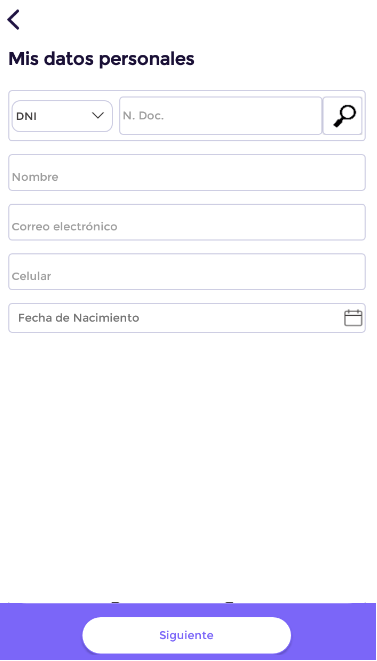 Mis datos personales
DNI
N. Doc.
Nombre
Correo electrónico
Celular
Fecha de Nacimiento
Siguiente